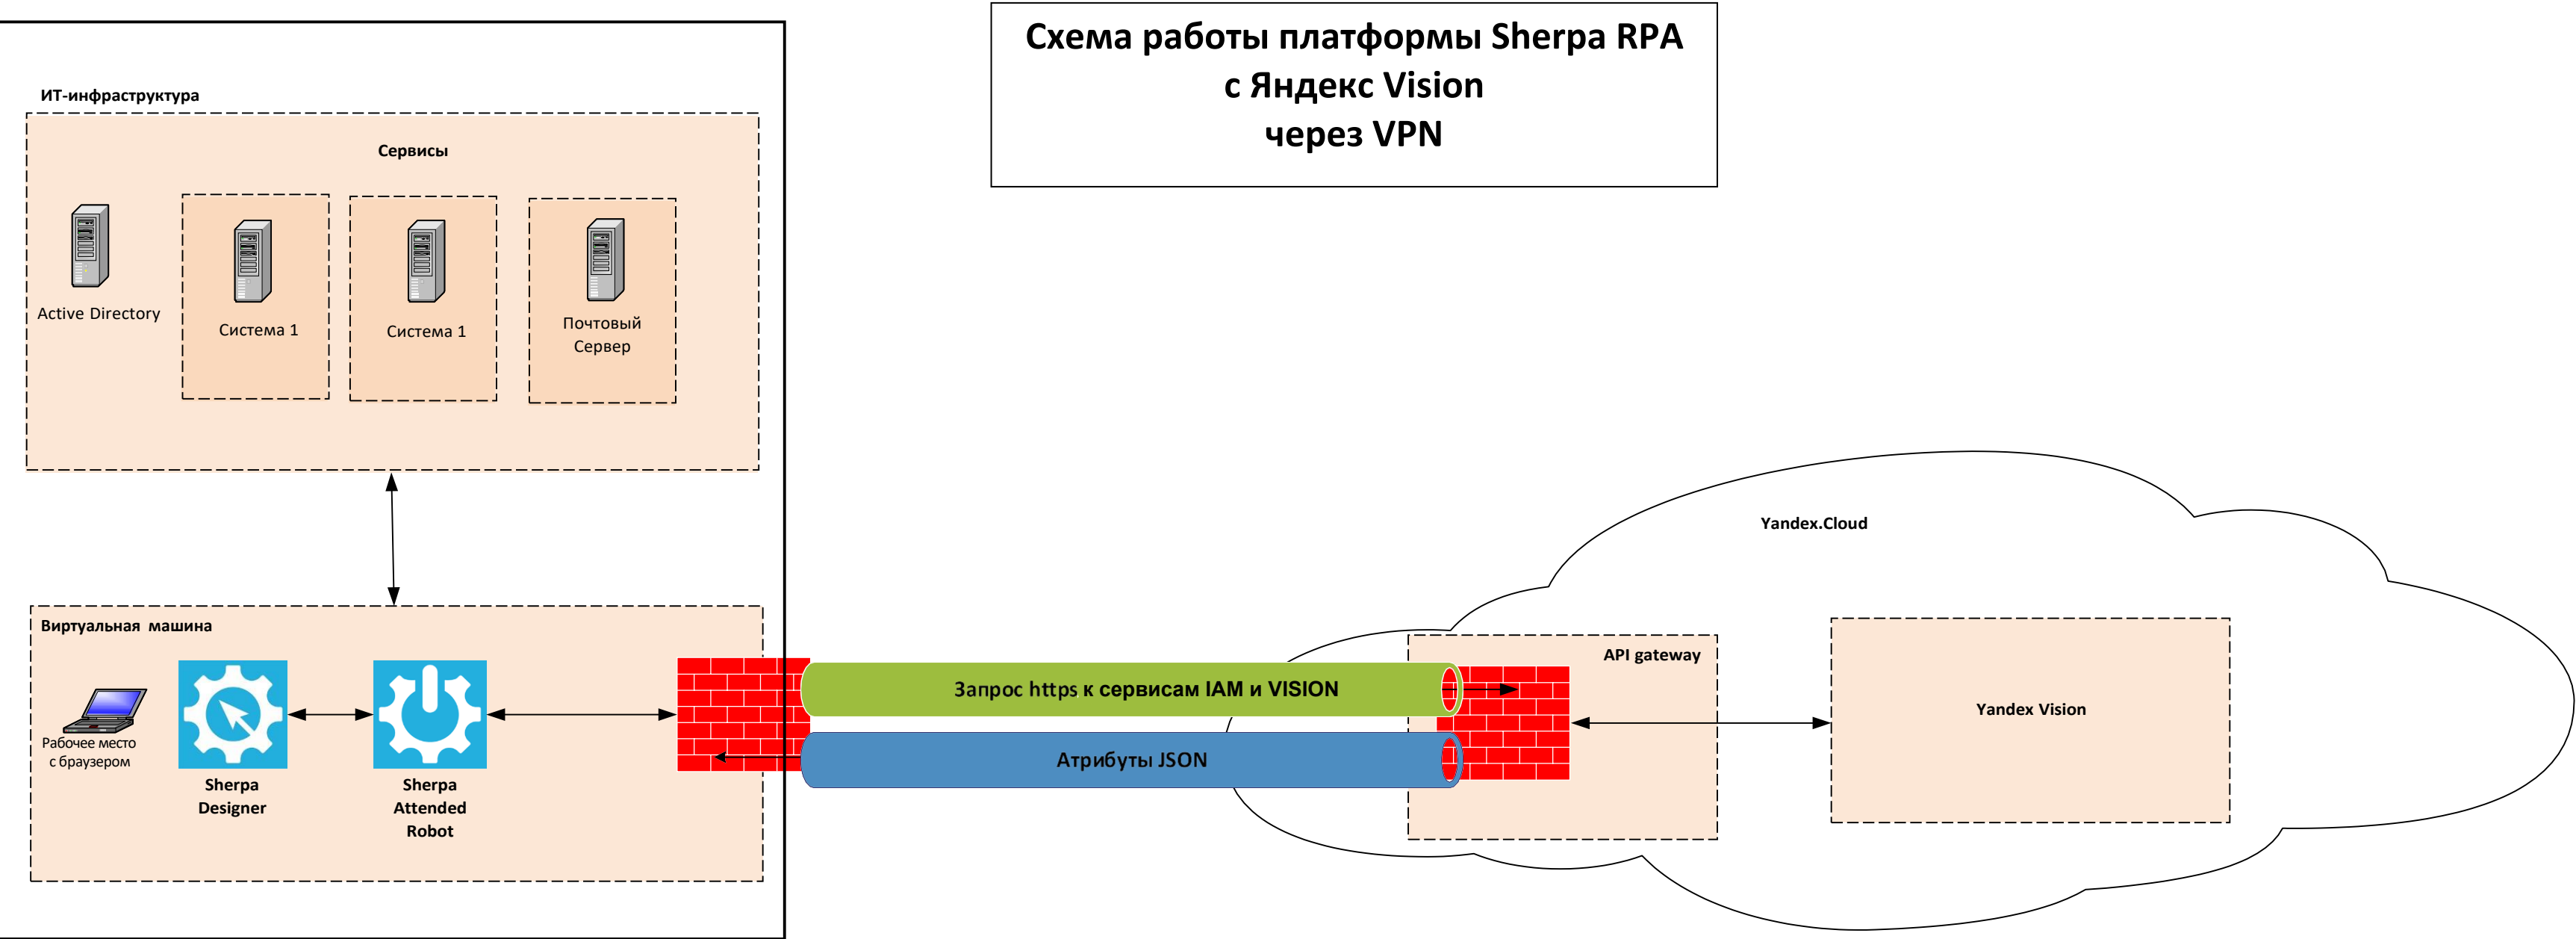 Схема работы платформы Sherpa RPA
с Яндекс Vision
через VPN
ИТ-инфраструктура
Сервисы
Active Directory
Система 1
Система 1
Почтовый
Сервер
Yandex.Cloud
Виртуальная машина
Рабочее место
с браузером
Sherpa
Designer
Sherpa
Attended
Robot
Запрос https к сервисам IAM и VISION
Атрибуты JSON
API gateway
Yandex Vision